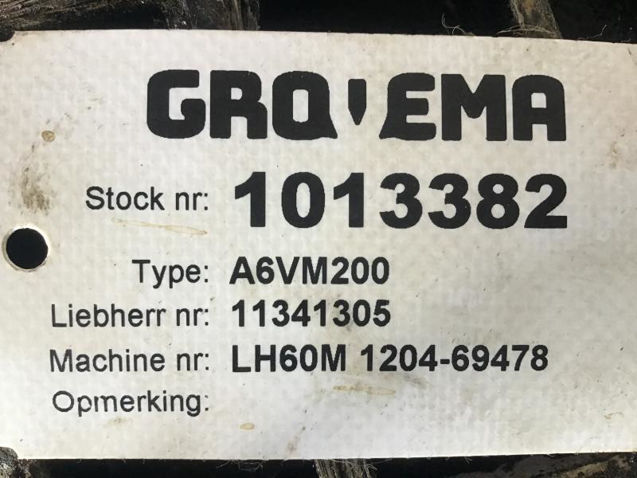 GRO'EMA
Stock nr: 1013382
Type: A6VM200
Liebherr nr: 11341305
Machine nr: LH60M 1204-69478
Opmerking: